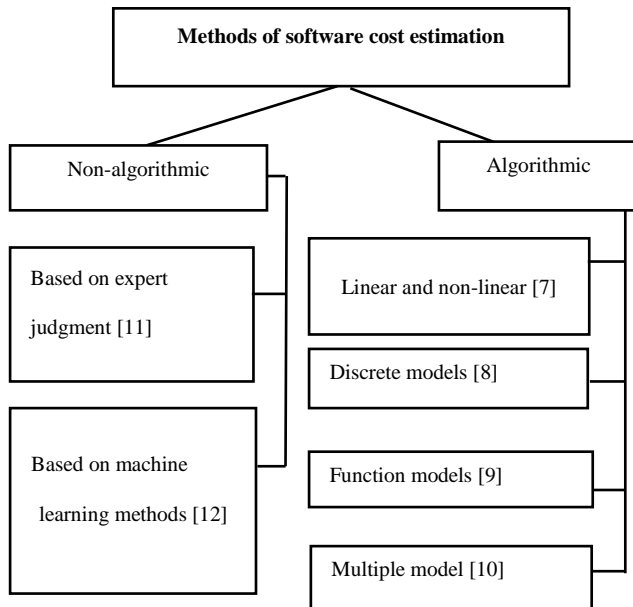 Methods of software cost estimation
Non-algorithmic
Algorithmic
Based on expert
judgment [11]
Based on machine
learning methods [12]
Linear and non-linear [7]
Discrete models [8]
Function models [9]
Multiple model [10]